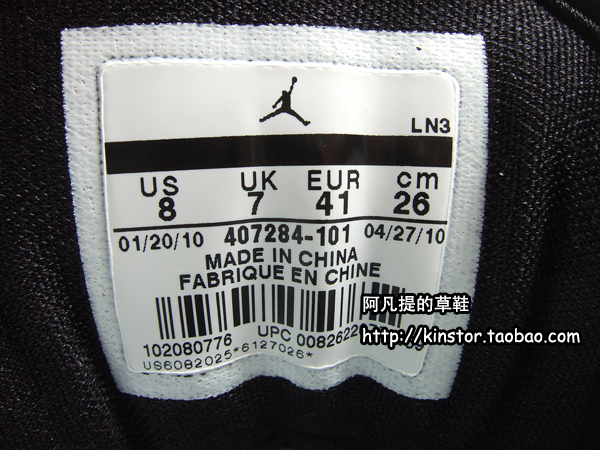 LN3
US UK EUR cm
8 7 41 26
01/20/10 407284-101 04/27/10
MADE IN CHINA
FABRIQUE EN CHINE
阿凡提的草鞋
http://kinstor.taobao.com
102080776 UPC 0082622
US6082025*6127026*